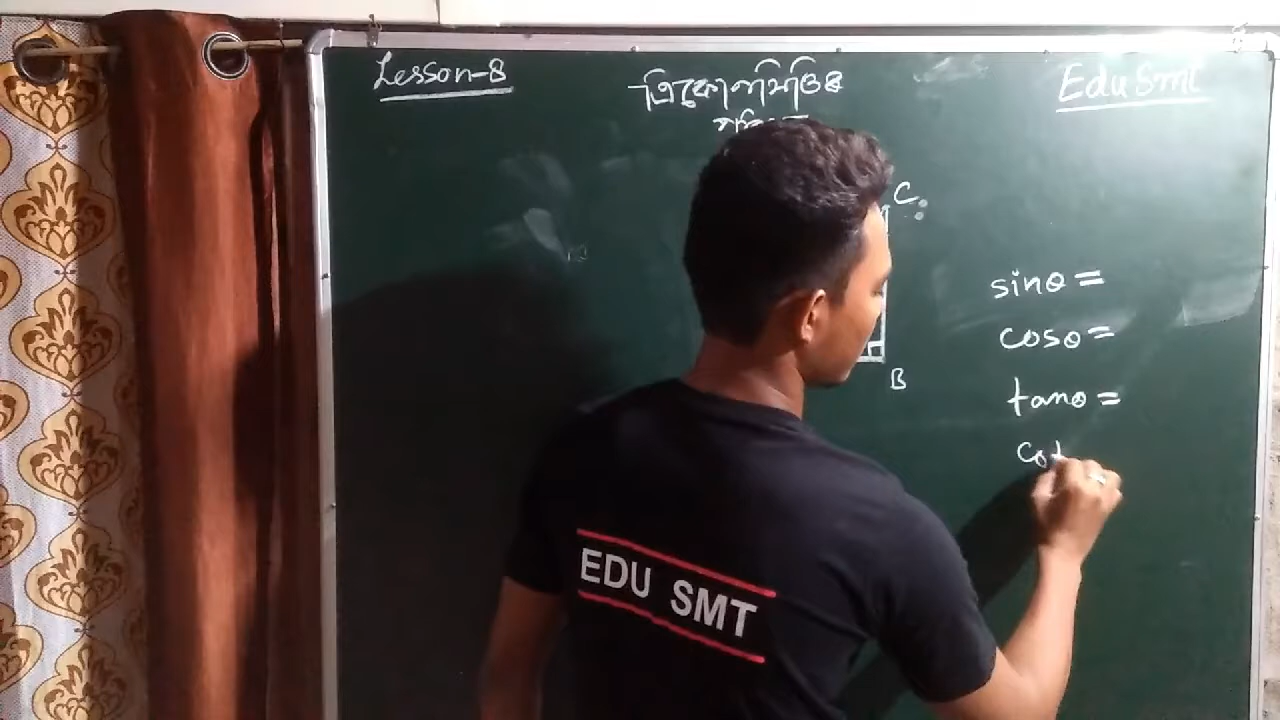 Lesson-8
ত্ৰিকোণমিতিৰ
Edu SMT
C
sinθ =
cosθ =
B
tanθ =
cot
EDU SMT